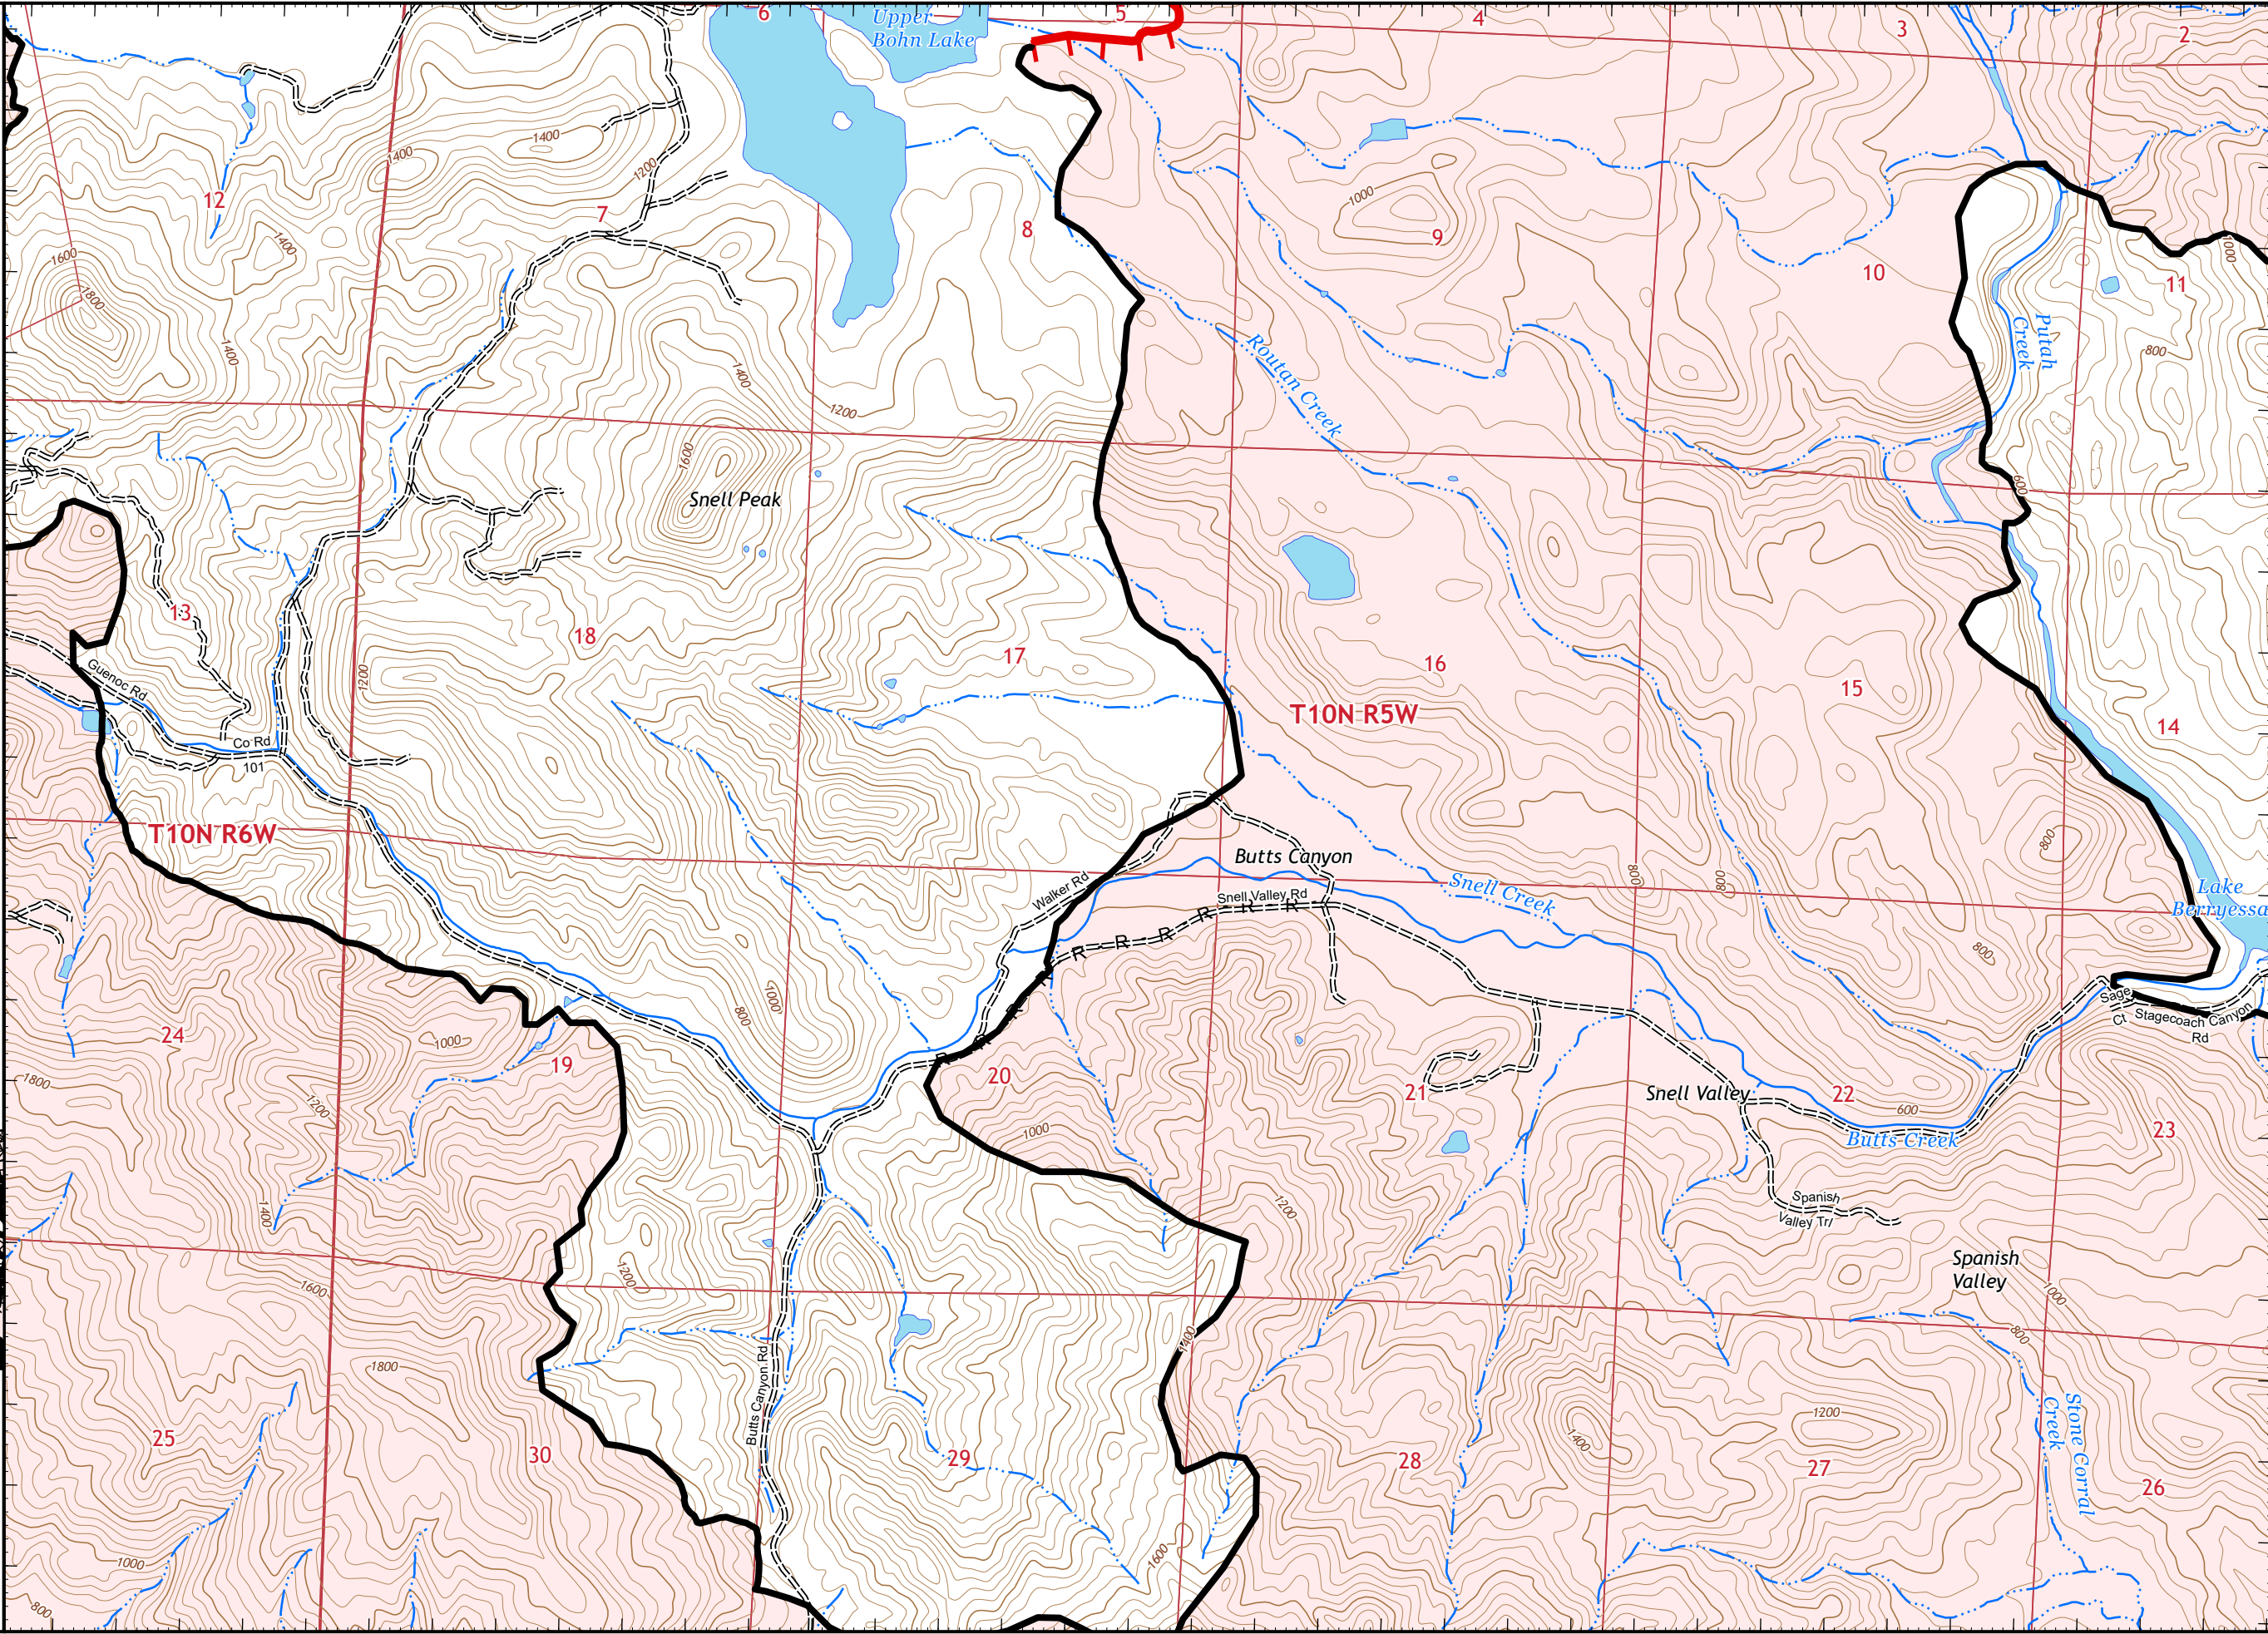 6
Upper
Bohn Lake
5
4
3
2
1400
1400
1200
12
7
1000
8
9
1400
1600
1800
10
11
1000
Putah
Creek
800
1400
1400
Routan Creek
1200
1600
Snell Peak
600
13
18
17
16
15
1200
Guenoc Rd
T10N R5W
14
Co Rd
101
T10N R6W
800
Butts Canyon
800
800
Walker Rd
Snell Valley Rd
Snell Creek
Lake
Berryessa
R R R
R R R
R
R
R
R
800
1000
800
Sage
Ct
Stagecoach Canyon
Rd
24
1000
19
20
21
Snell Valley
22
600
23
1800
1200
1000
Butts Creek
1400
1200
Spanish
Valley Trl
Spanish
Valley
1600
1200
1000
800
1400
1800
Butts Canyon Rd
Stone Corral
Creek
1200
1400
25
30
29
28
27
26
1000
1600
800